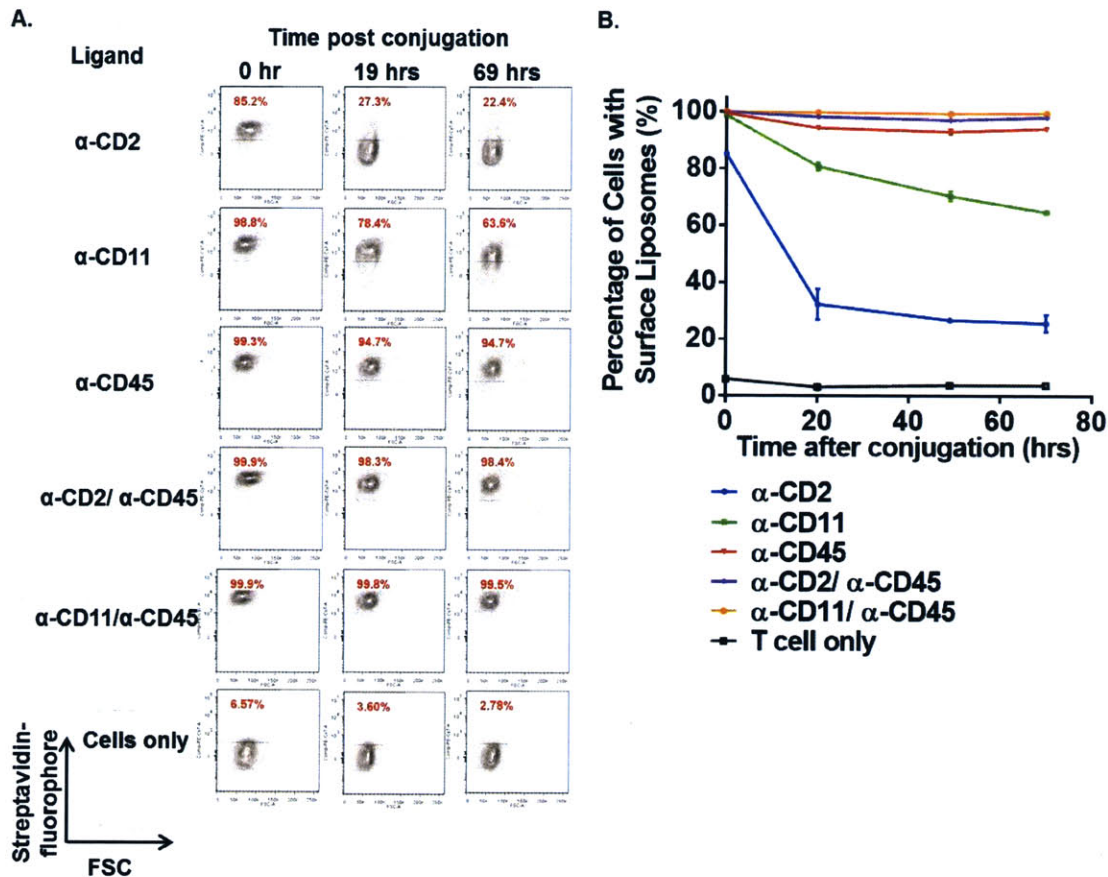 A.
Ligand
Time post conjugation
0 hr 19 hrs 69 hrs
α-CD2
85.2% 27.3% 22.4%
α-CD11
98.8% 78.4% 63.6%
α-CD45
99.3% 94.7% 94.7%
α-CD2/ α-CD45
99.9% 98.3% 98.4%
α-CD11/α-CD45
99.9% 99.8% 99.5%
Cells only
6.57% 3.60% 2.78%
Streptavidin-
fluorophore
FSC
B.
Percentage of Cells with
Surface Liposomes (%)
100
80
60
40
20
0
0 20 40 60 80
Time after conjugation (hrs)
α-CD2
α-CD11
α-CD45
α-CD2/ α-CD45
α-CD11/ α-CD45
T cell only